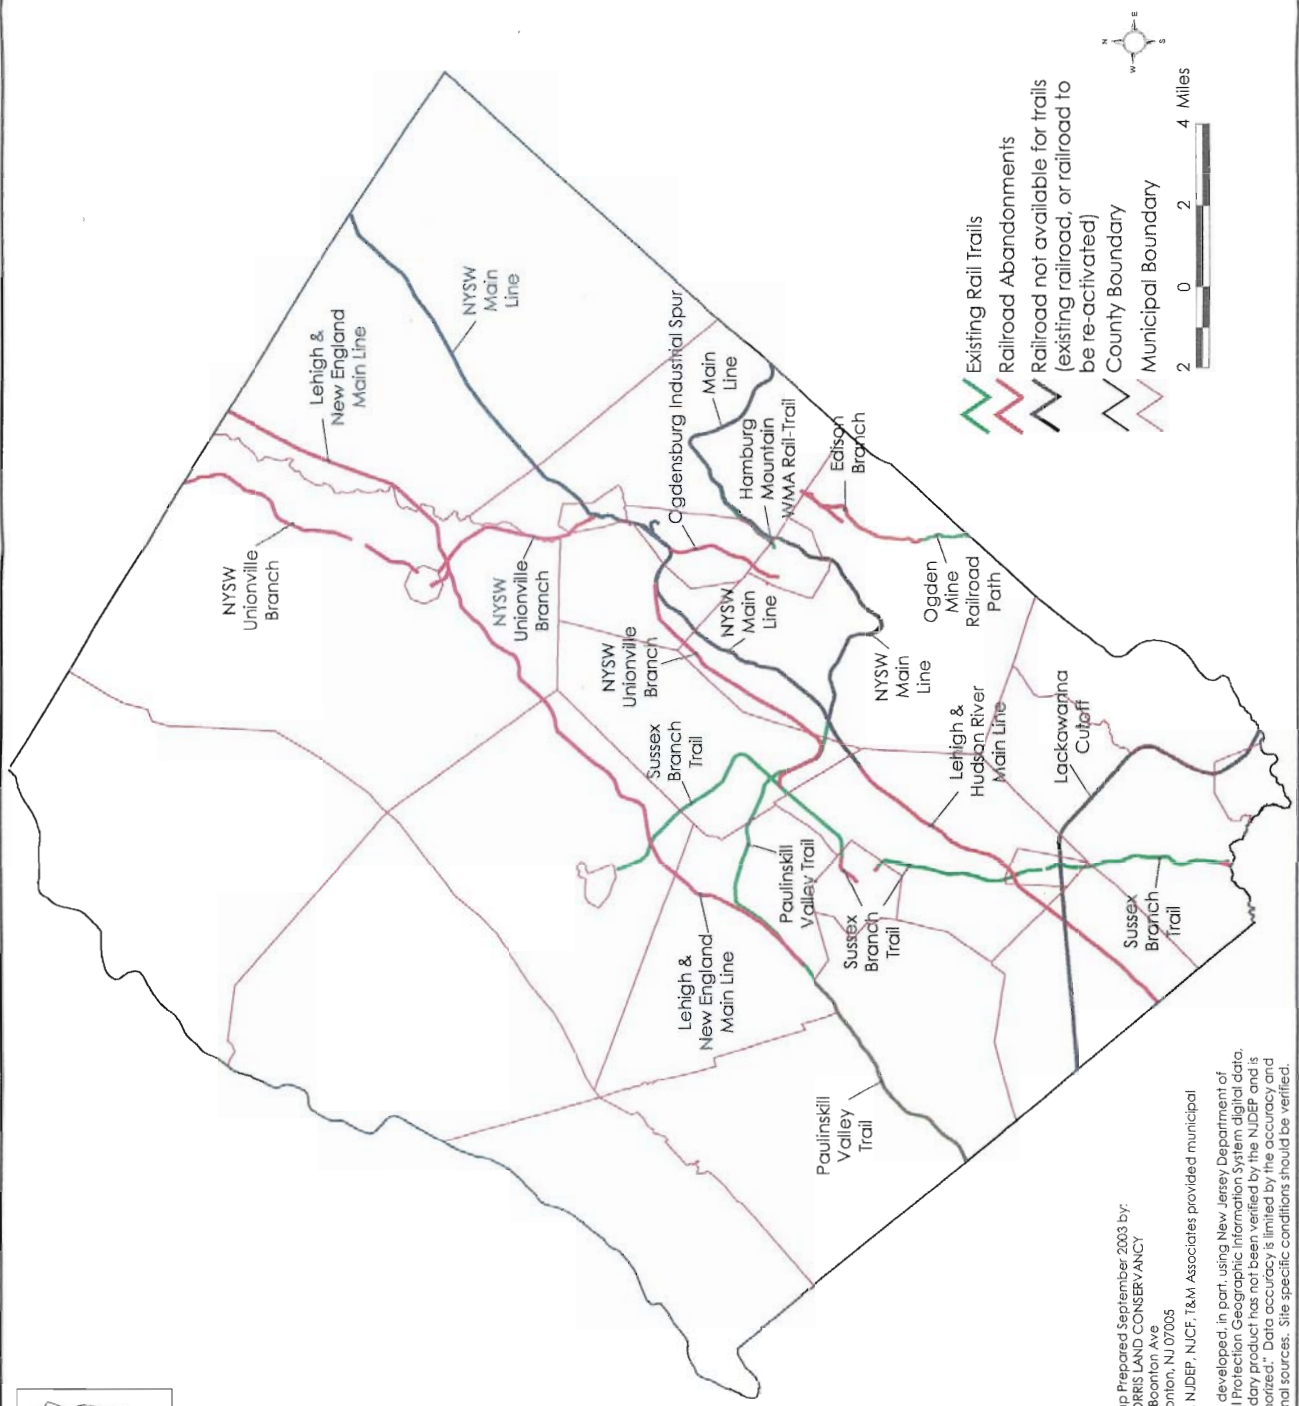 NYSW
Main
Line
Lehigh &
New England
Main Line
NYSW
Unionville
Branch
NYSW
Unionville
Branch
Ogdensburg Industrial Spur
Main
Line
Hamburg
Mountain
WMA Rail-Trail
Edison
Branch
Ogden
Mine
Railroad
Path
NYSW
Main
Line
NYSW
Unionville
Branch
NYSW
Main
Line
Sussex
Branch
Trail
Lehigh &
Hudson River
Main Line
Lackawanna
Cutoff
Paulinskill
Valley Trail
Sussex
Branch
Trail
Sussex
Branch
Trail
Lehigh &
New England
Main Line
Paulinskill
Valley
Trail
Existing Rail Trails
Railroad Abandonments
Railroad not available for trails
(existing railroad, or railroad to
be re-activated)
County Boundary
Municipal Boundary
N
W E
S
2 0 2 4 Miles
Prepared September 2003 by:
LAND CONSERVANCY
Boonton Ave
NJ 07005
NJDEP, NJCF, T&M Associates provided municipal
developed, in part, using New Jersey Department of
Protection Geographic Information System digital data,
product has not been verified by the NJDEP and is
Data accuracy is limited by the accuracy and
sources. Site specific conditions should be verified.